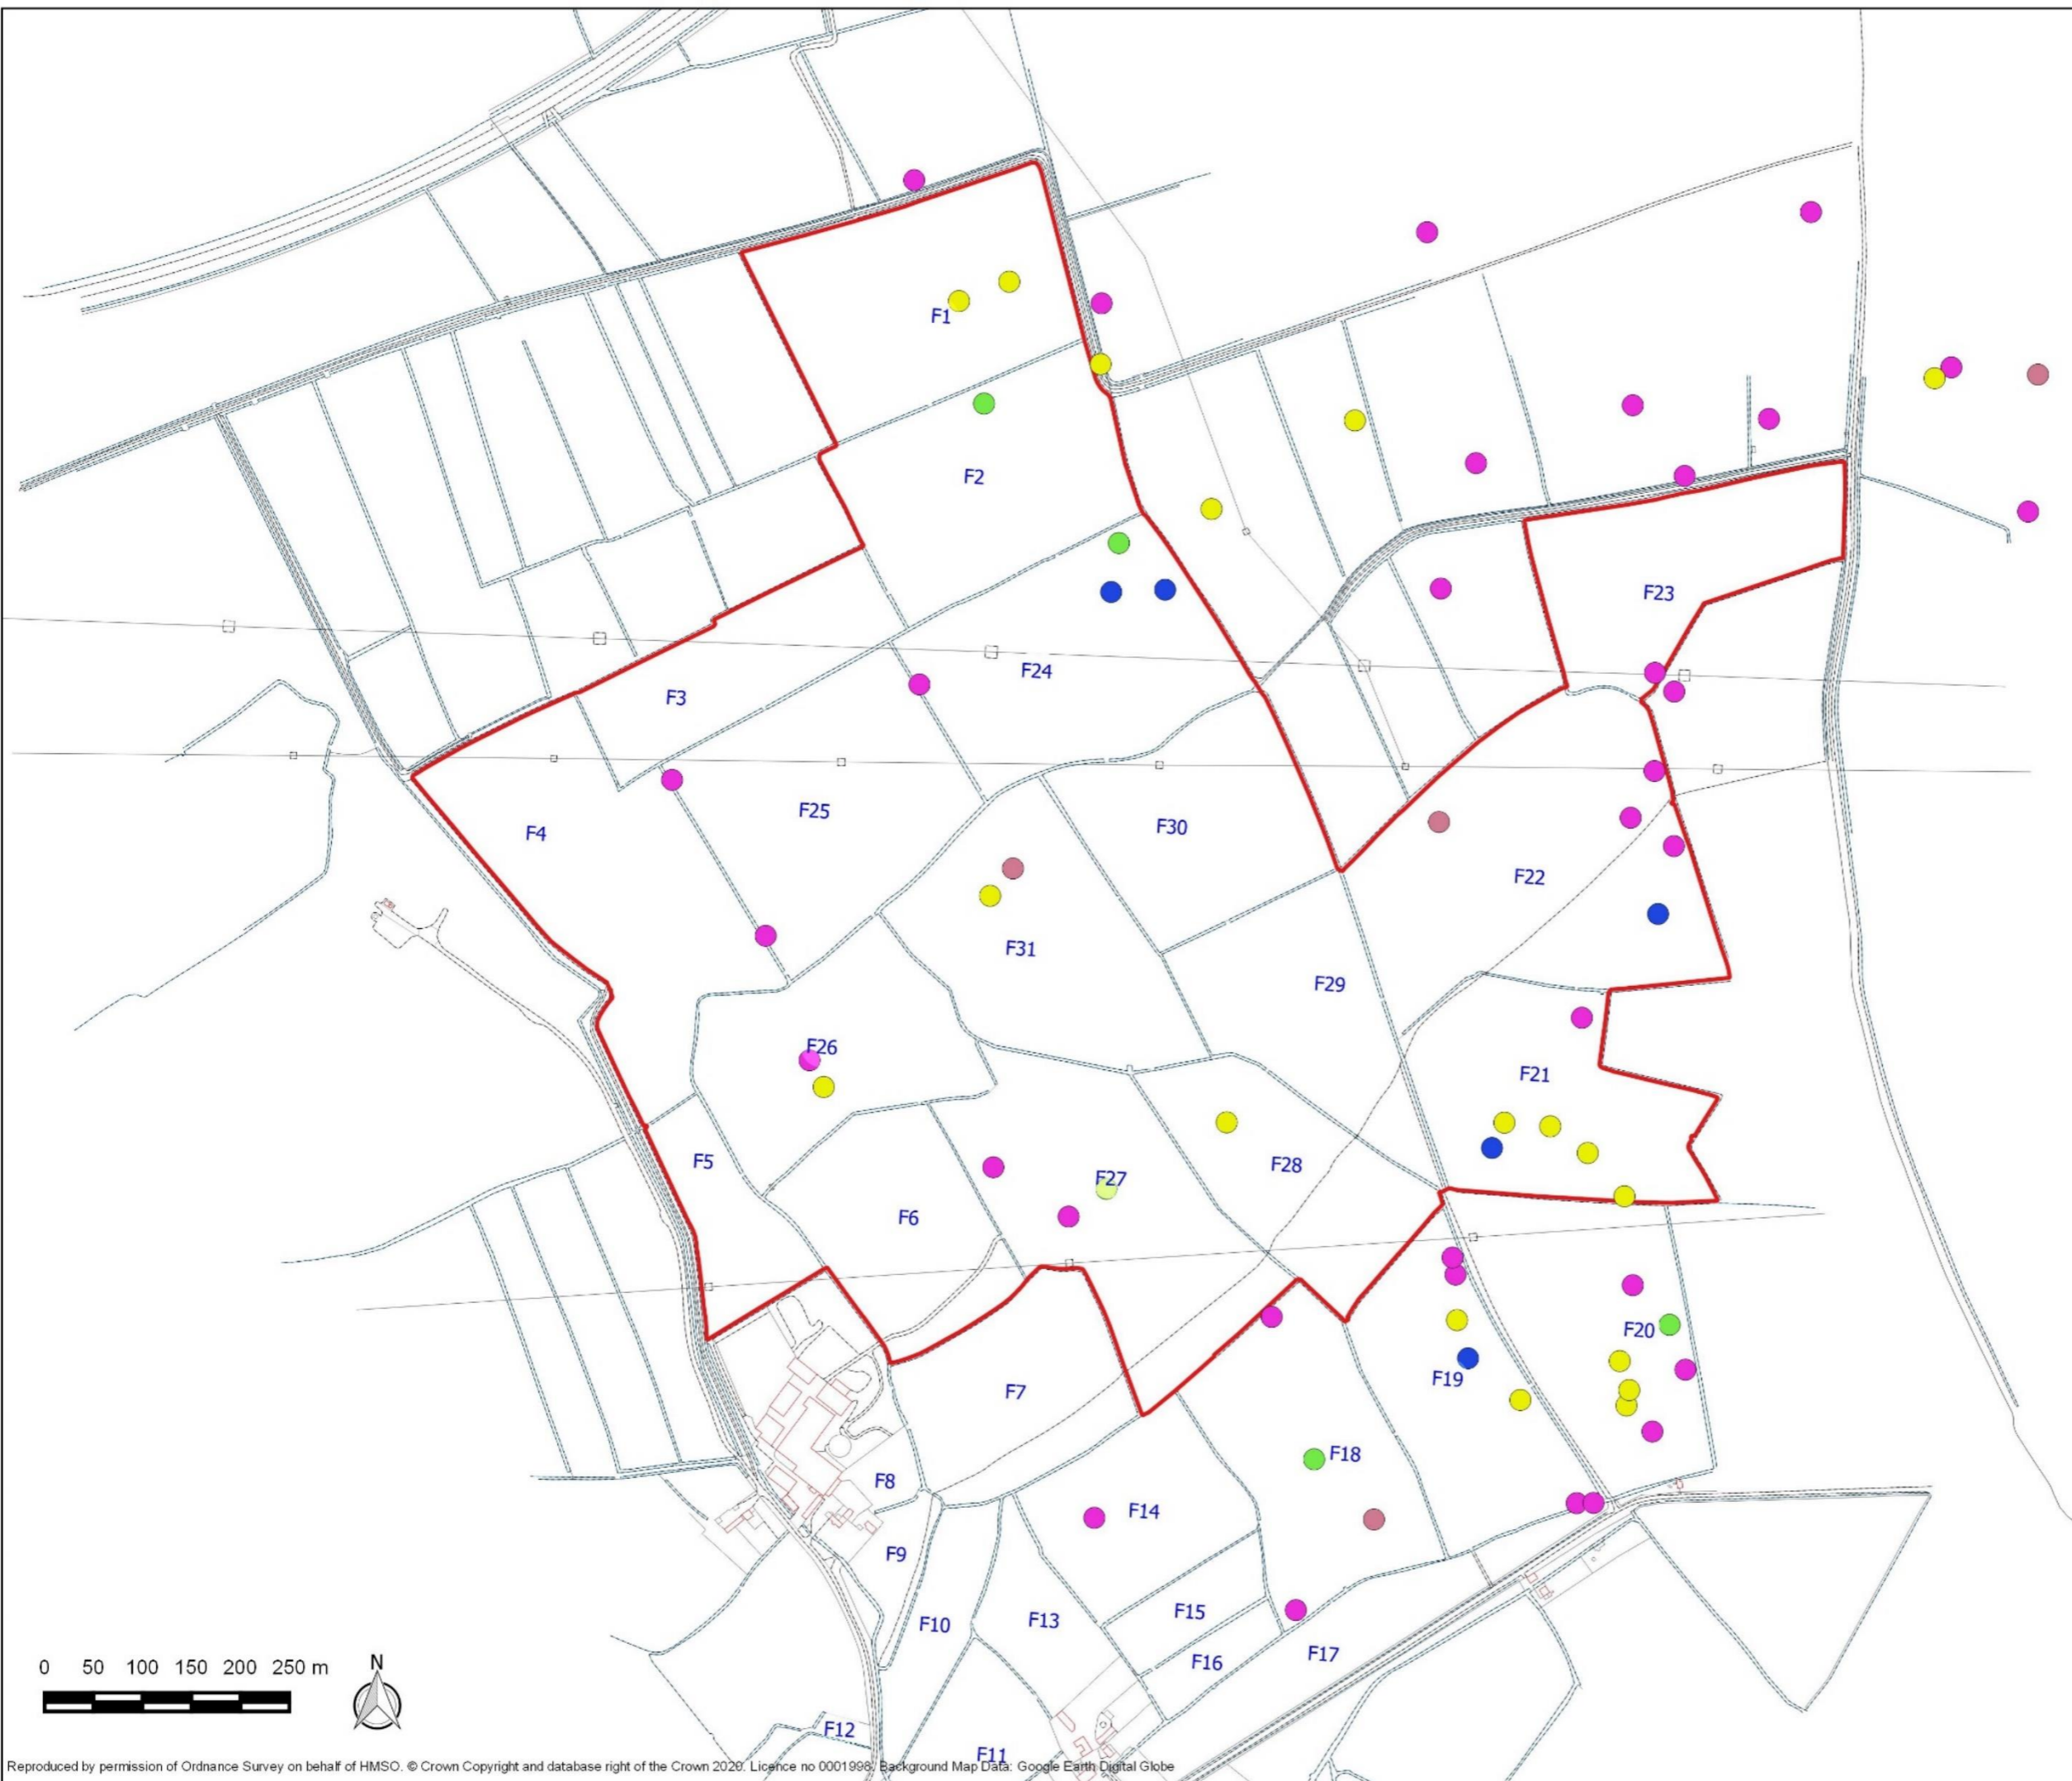 F1
F2
F23
F24
F3
F25
F30
F4
F22
F31
F29
F26
F21
F5
F28
F27
F6
F20
F19
F7
F18
F8
F14
F9
F15
F13
F10
F17
F16
0 50 100 150 200 250 m
N
F12
F11
Reproduced by permission of Ordnance Survey on behalf of HMSO. © Crown Copyright and database right of the Crown 2020. Licence no 0001998. Background Map Data: Google Earth Digital Globe